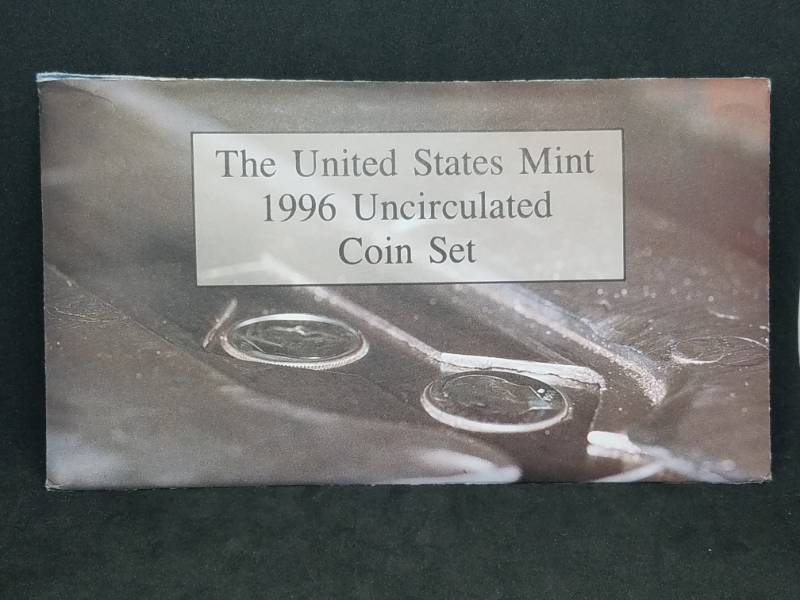 The United States Mint
1996 Uncirculated
Coin Set